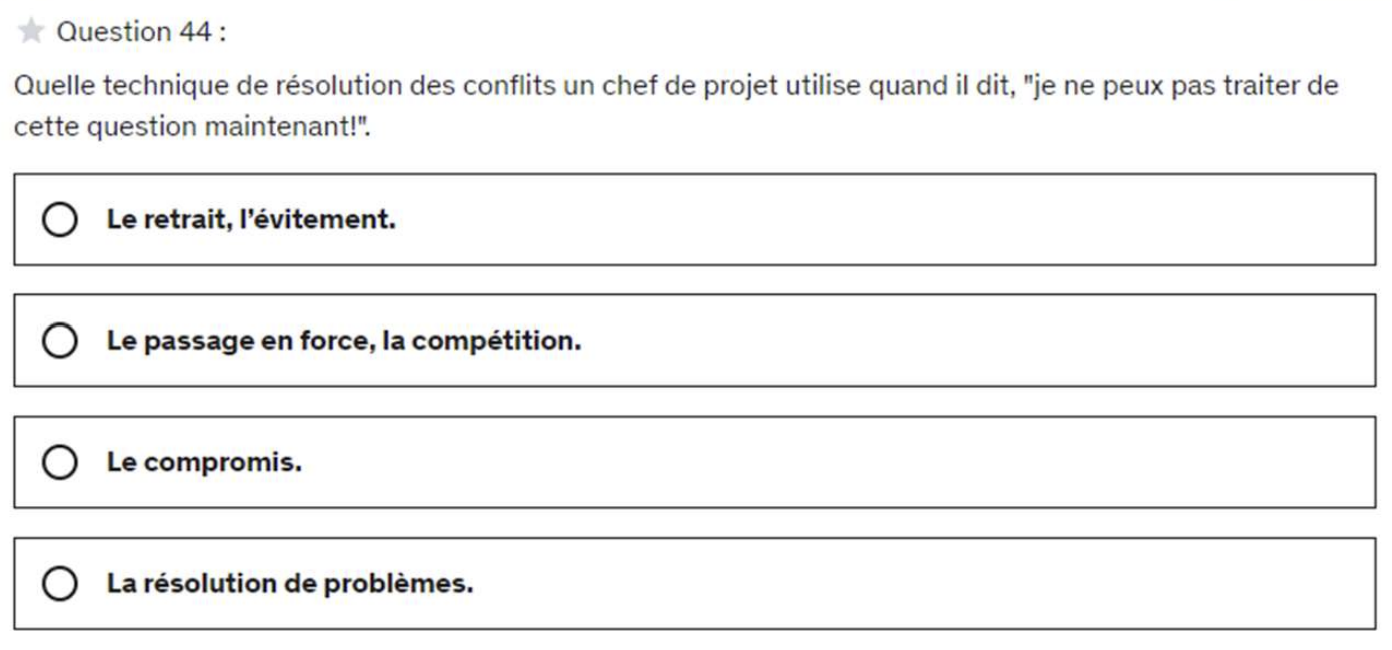 Question 44 :
Quelle technique de résolution des conflits un chef de projet utilise quand il dit, "je ne peux pas traiter de
cette question maintenant!".
Le retrait, l’évitement.
Le passage en force, la compétition.
Le compromis.
La résolution de problèmes.